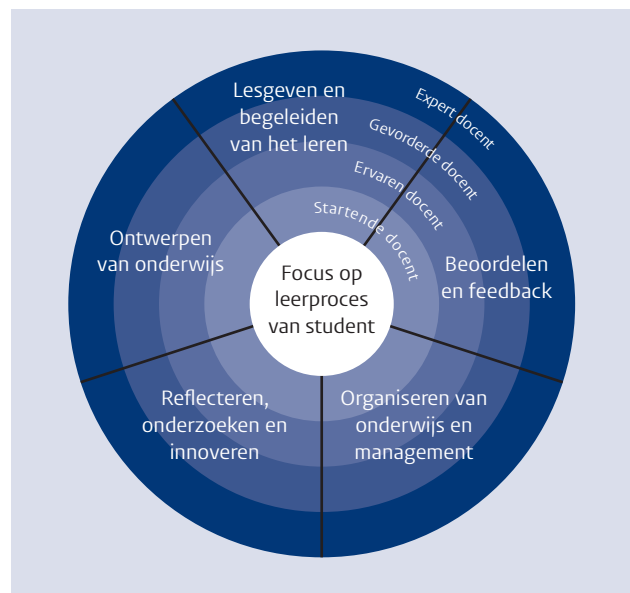 Lesgeven en
begeleiden
van het leren
Expert docent
Gevorderde docent
Ervaren docent
Startende docent
Ontwerpen
van onderwijs
Focus op
leerproces
van student
Beoordelen
en feedback
Reflecteren,
onderzoeken en
innoveren
Organiseren van
onderwijs en
management